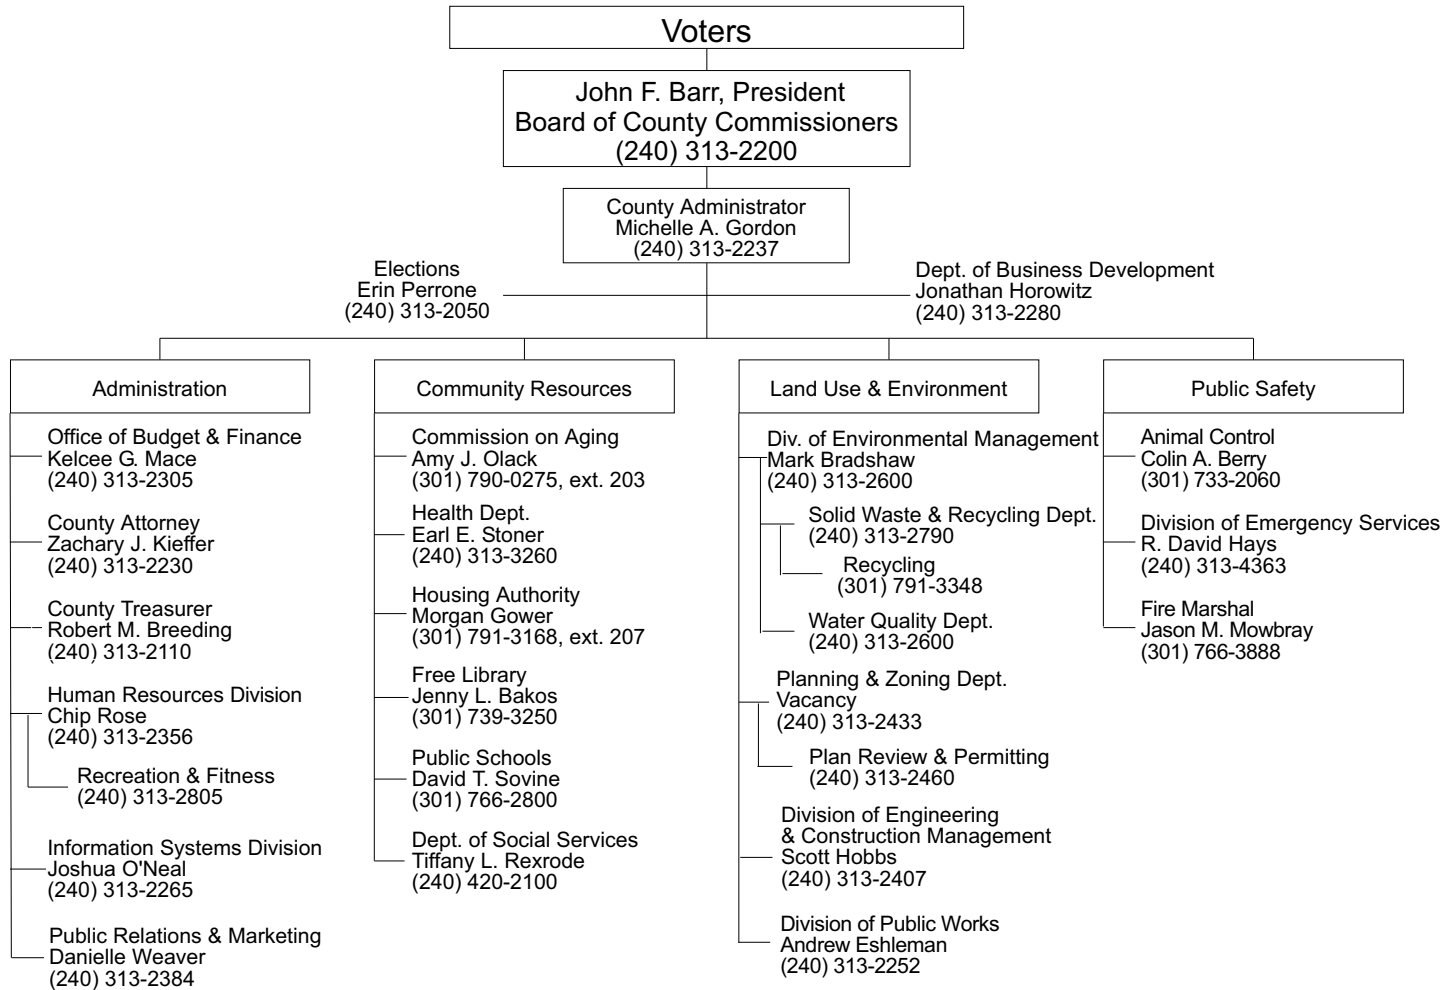 Voters
John F. Barr, President
Board of County Commissioners
(240) 313-2200
County Administrator
Michelle A. Gordon
(240) 313-2237
Elections
Erin Perrone
(240) 313-2050
Dept. of Business Development
Jonathan Horowitz
(240) 313-2280
Administration
Office of Budget & Finance
Kelcee G. Mace
(240) 313-2305
County Attorney
Zachary J. Kieffer
(240) 313-2230
County Treasurer
Robert M. Breeding
(240) 313-2110
Human Resources Division
Chip Rose
(240) 313-2356
Recreation & Fitness
(240) 313-2805
Information Systems Division
Joshua O'Neal
(240) 313-2265
Public Relations & Marketing
Danielle Weaver
(240) 313-2384
Community Resources
Commission on Aging
Amy J. Olack
(301) 790-0275, ext. 203
Health Dept.
Earl E. Stoner
(240) 313-3260
Housing Authority
Morgan Gower
(301) 791-3168, ext. 207
Free Library
Jenny L. Bakos
(301) 739-3250
Public Schools
David T. Sovine
(301) 766-2800
Dept. of Social Services
Tiffany L. Rexrode
(240) 420-2100
Land Use & Environment
Div. of Environmental Management
Mark Bradshaw
(240) 313-2600
Solid Waste & Recycling Dept.
(240) 313-2790
Recycling
(301) 791-3348
Water Quality Dept.
(240) 313-2600
Planning & Zoning Dept.
Vacancy
(240) 313-2433
Plan Review & Permitting
(240) 313-2460
Division of Engineering
& Construction Management
Scott Hobbs
(240) 313-2407
Division of Public Works
Andrew Eshleman
(240) 313-2252
Public Safety
Animal Control
Colin A. Berry
(301) 733-2060
Division of Emergency Services
R. David Hays
(240) 313-4363
Fire Marshal
Jason M. Mowbray
(301) 766-3888